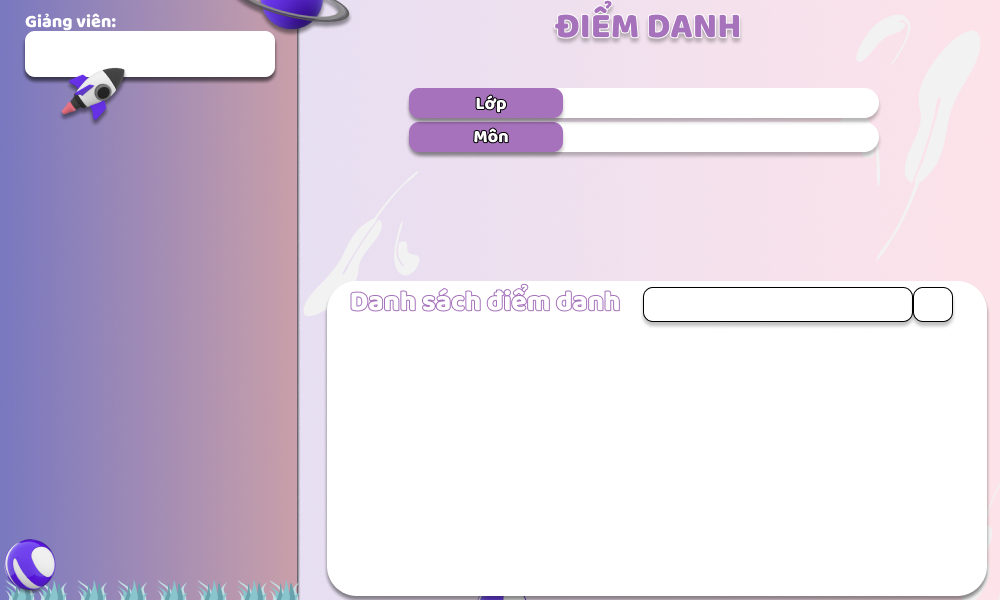 Giảng viên:
ĐIỂM DANH
Lớp
Môn
Danh sách điểm danh